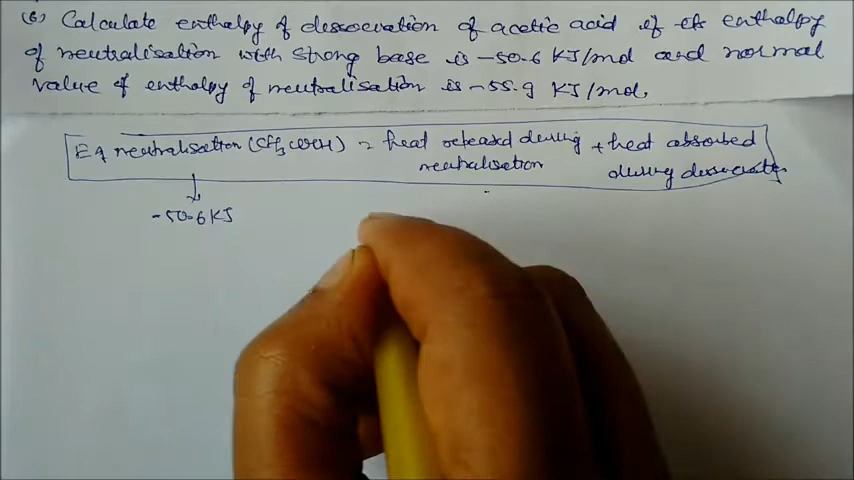 (6) Calculate enthalpy of dissociation of acetic acid if its enthalpy
of neutralisation with strong base is -50.6 KJ/mol and normal
value of enthalpy of neutralisation is -55.9 KJ/mol.
Eq neutralisation (CH3COOH) = heat released during + heat absorbed
neutralisation during dissociation
-50.6 KJ